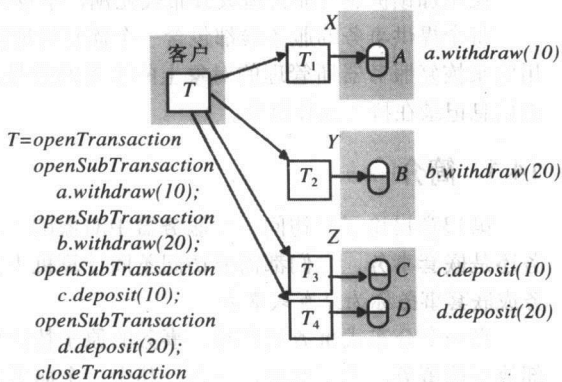 客户
T
X
T1
A
a.withdraw(10)
T=openTransaction
openSubTransaction
a.withdraw(10);
openSubTransaction
b.withdraw(20);
openSubTransaction
c.deposit(10);
openSubTransaction
d.deposit(20);
closeTransaction
Y
T2
B
b.withdraw(20)
Z
T3
C
c.deposit(10)
T4
D
d.deposit(20)